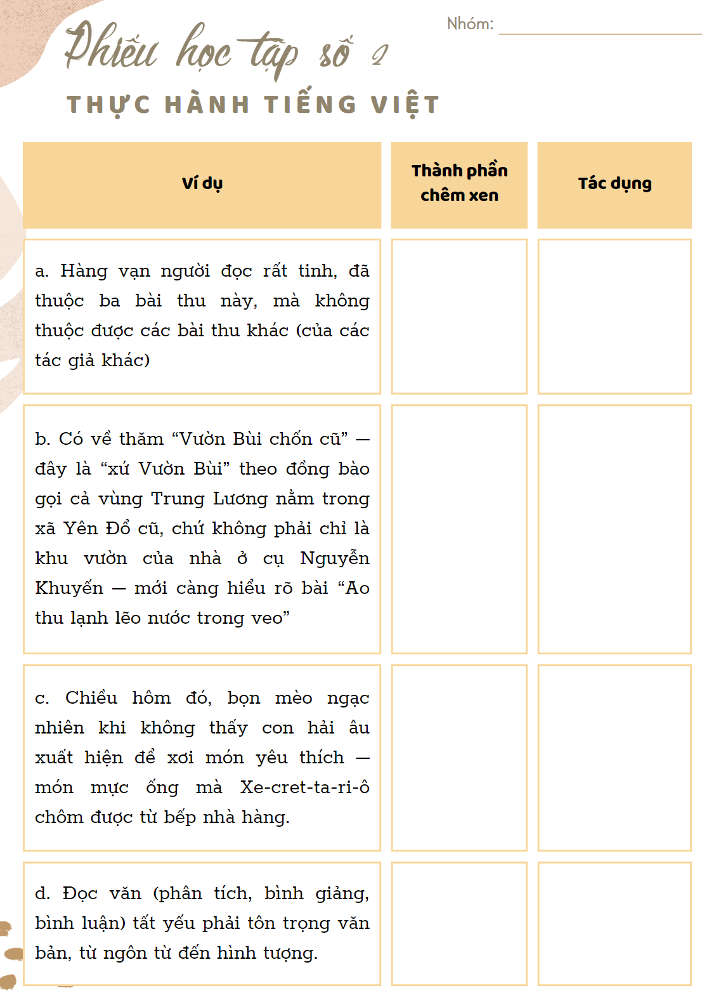 Nhóm:
Phiếu học tập số 2
THỰC HÀNH TIẾNG VIỆT
Ví dụ
Thành phần
chêm xen
Tác dụng
a. Hàng vạn người đọc rất tinh, đã
thuộc ba bài thu này, mà không
thuộc được các bài thu khác (của các
tác giả khác)
b. Có về thăm “Vườn Bùi chốn cũ” —
đây là “xứ Vườn Bùi” theo đồng bào
gọi cả vùng Trung Lương nằm trong
xã Yên Đổ cũ, chứ không phải chỉ là
khu vườn của nhà ở cụ Nguyễn
Khuyến — mới càng hiểu rõ bài “Ao
thu lạnh lẽo nước trong veo”
c. Chiều hôm đó, bọn mèo ngạc
nhiên khi không thấy con hải âu
xuất hiện để xơi món yêu thích —
món mực ống mà Xe-cret-ta-ri-ô
chôm được từ bếp nhà hàng.
d. Đọc văn (phân tích, bình giảng,
bình luận) tất yếu phải tôn trọng văn
bản, từ ngôn từ đến hình tượng.